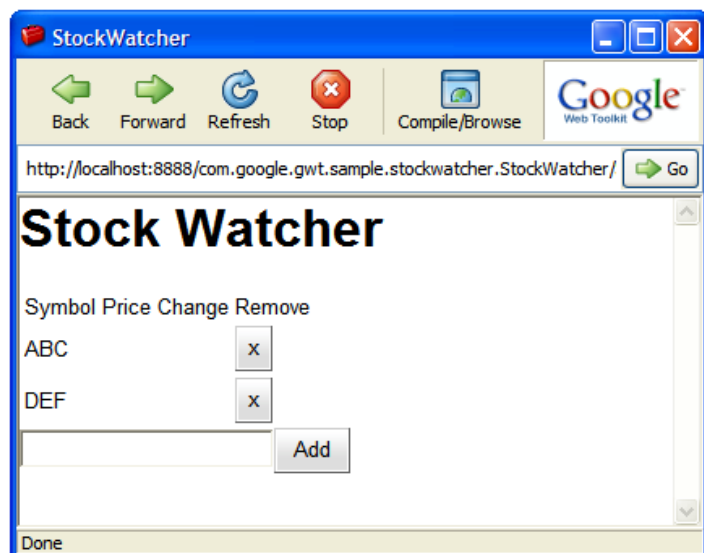 StockWatcher
Back Forward Refresh Stop Compile/Browse
Google
Web Toolkit
http://localhost:8888/com.google.gwt.sample.stockwatcher.StockWatcher/ Go
Stock Watcher
Symbol Price Change Remove
ABC x
DEF x
Add
Done